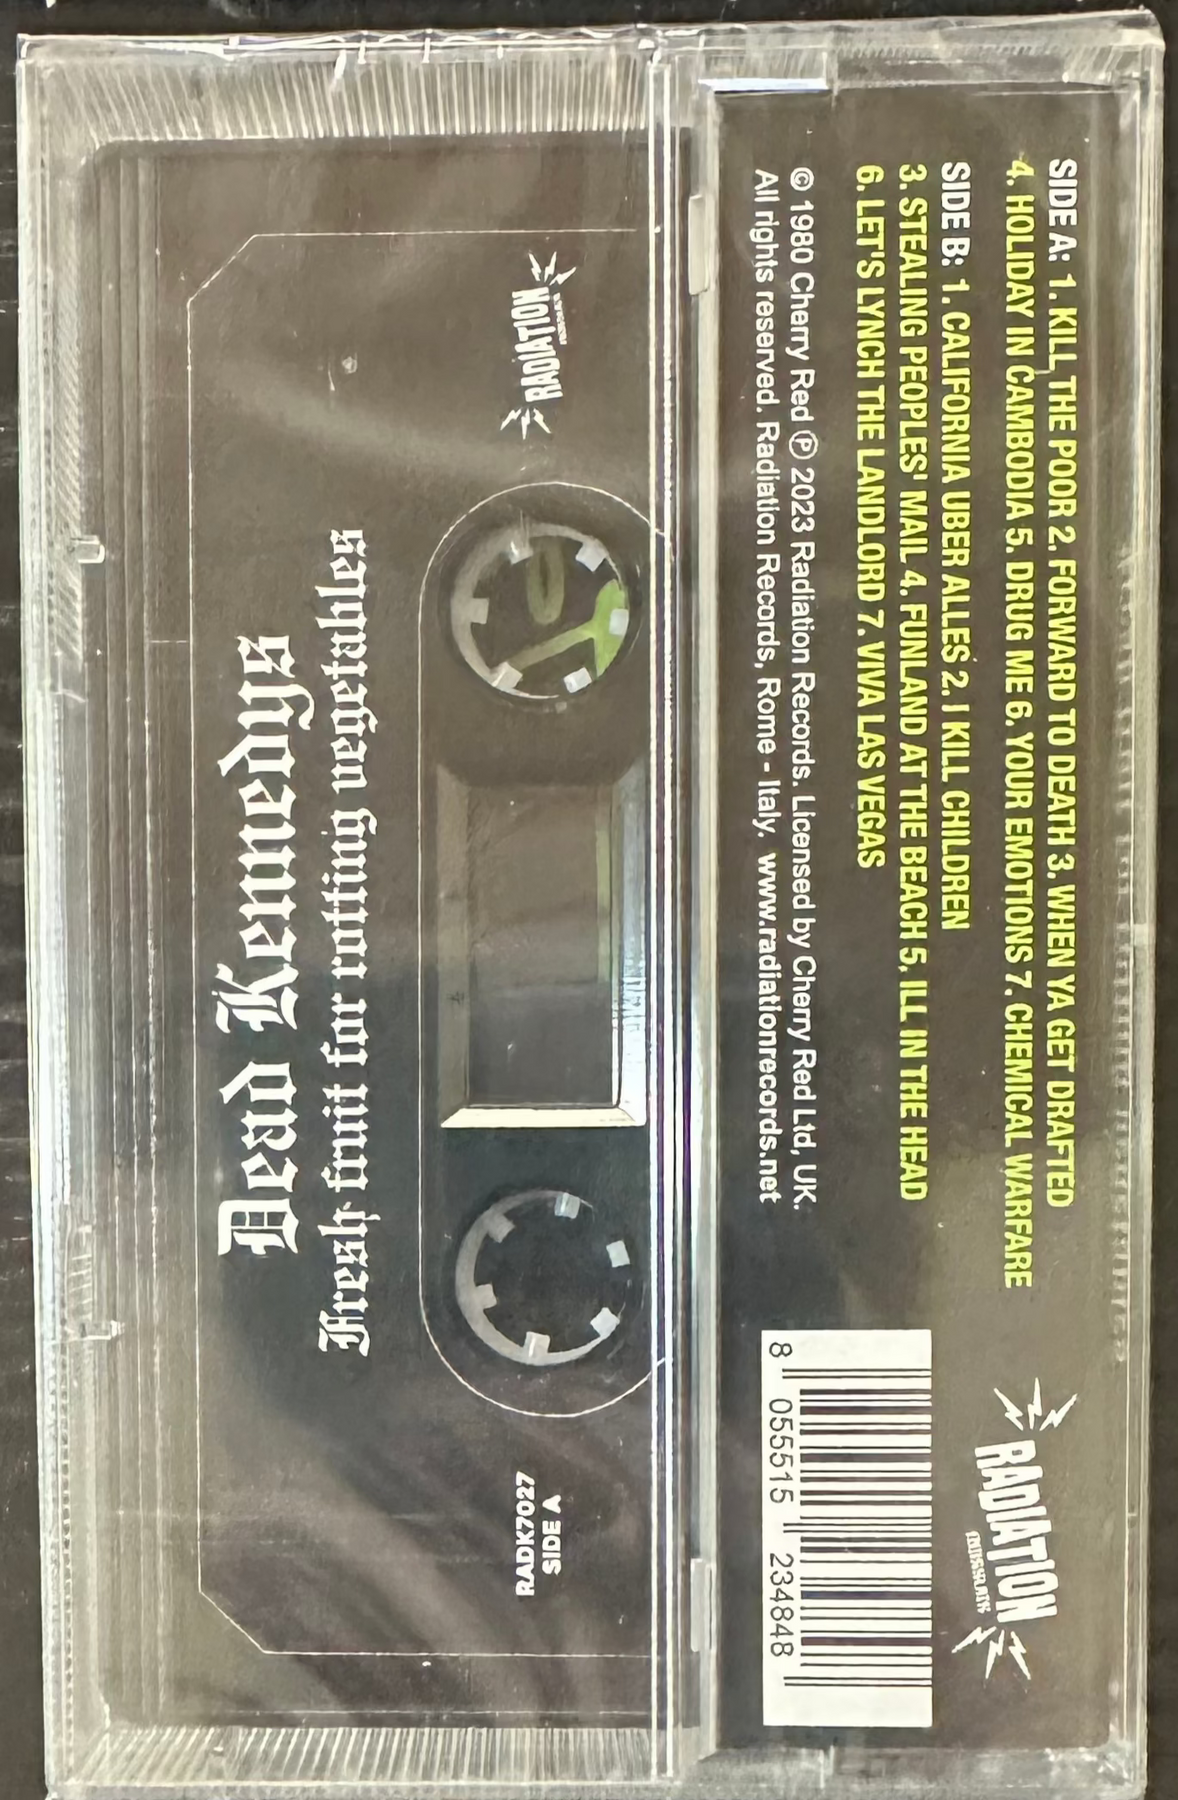 SIDE A: 1. KILL THE POOR 2. FORWARD TO DEATH 3. WHEN YA GET DRAFTED
4. HOLIDAY IN CAMBODIA 5. DRUG ME 6. YOUR EMOTIONS 7. CHEMICAL WARFARE
SIDE B: 1. CALIFORNIA UBER ALLES 2. I KILL CHILDREN
3. STEALING PEOPLES' MAIL 4. FUNLAND AT THE BEACH 5. ILL IN THE HEAD
6. LET'S LYNCH THE LANDLORD 7. VIVA LAS VEGAS
© 1980 Cherry Red ℗ 2023 Radiation Records. Licensed by Cherry Red Ltd, UK.
All rights reserved. Radiation Records, Rome - Italy. www.radiationrecords.net
RADIATION
8 055515 234848
RADIATION
SIDE A
RADK7027
Fresh fruit for rotting vegetables
Dead Kennedys